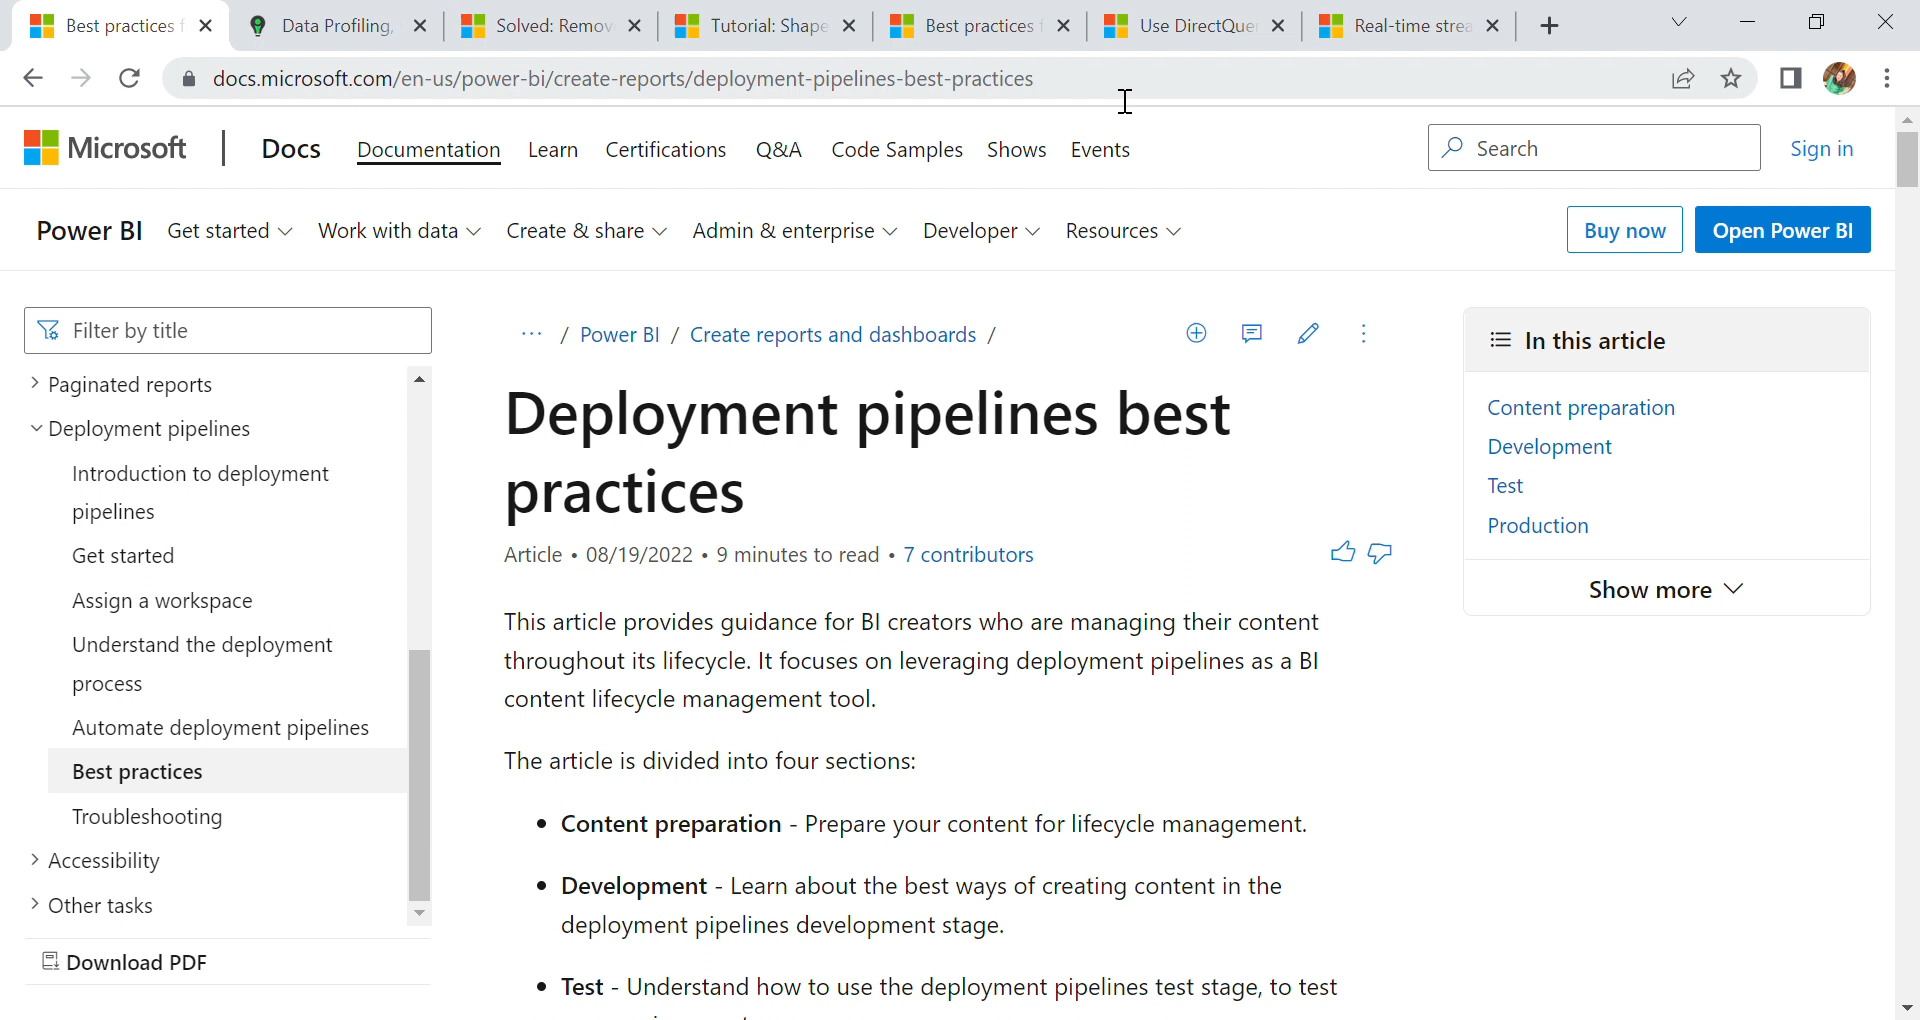 Best practices f
Data Profiling,
Solved: Remov
Tutorial: Shape
Best practices f
Use DirectQuer
Real-time strea
docs.microsoft.com/en-us/power-bi/create-reports/deployment-pipelines-best-practices
Microsoft
Docs
Documentation
Learn
Certifications
Q&A
Code Samples
Shows
Events
Search
Sign in
Power BI
Get started
Work with data
Create & share
Admin & enterprise
Developer
Resources
Buy now
Open Power BI
Filter by title
Paginated reports
Deployment pipelines
Introduction to deployment
pipelines
Get started
Assign a workspace
Understand the deployment
process
Automate deployment pipelines
Best practices
Troubleshooting
Accessibility
Other tasks
Download PDF
··· / Power BI / Create reports and dashboards /
Deployment pipelines best
practices
Article • 08/19/2022 • 9 minutes to read • 7 contributors
This article provides guidance for BI creators who are managing their content
throughout its lifecycle. It focuses on leveraging deployment pipelines as a BI
content lifecycle management tool.
The article is divided into four sections:
• Content preparation - Prepare your content for lifecycle management.
• Development - Learn about the best ways of creating content in the
deployment pipelines development stage.
• Test - Understand how to use the deployment pipelines test stage, to test
In this article
Content preparation
Development
Test
Production
Show more